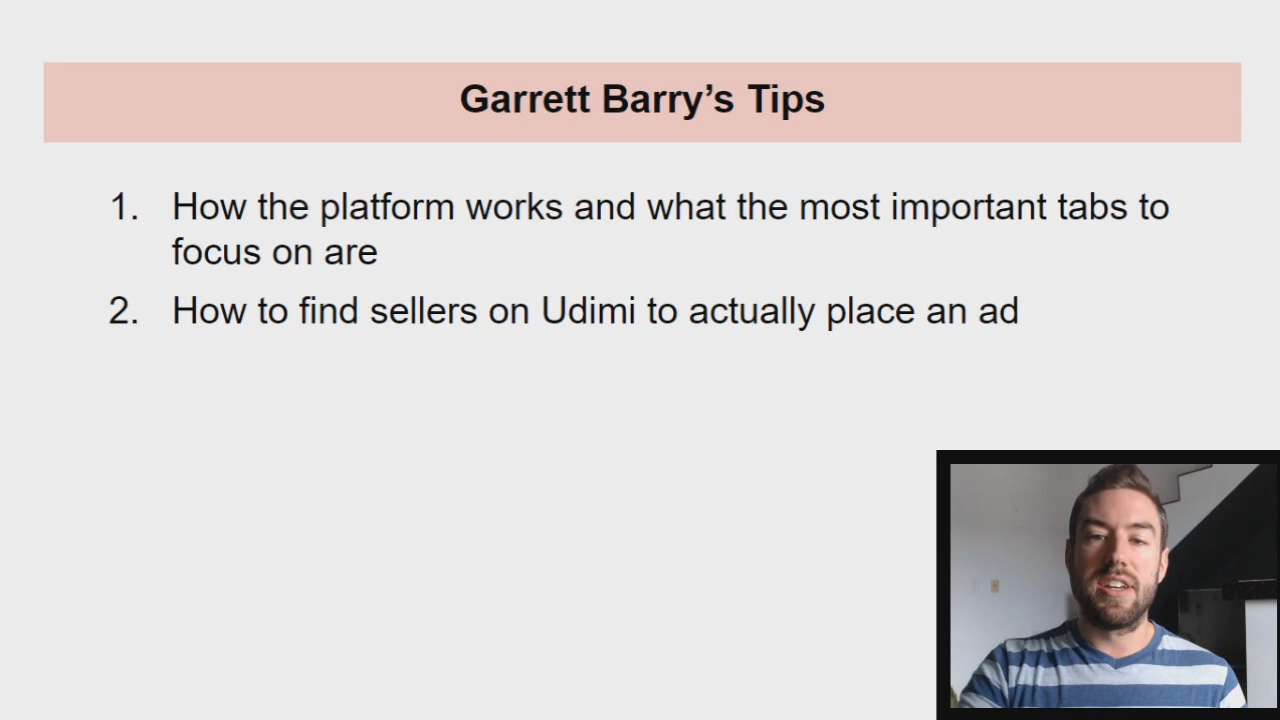 Garrett Barry’s Tips
1. How the platform works and what the most important tabs to
focus on are
2. How to find sellers on Udimi to actually place an ad